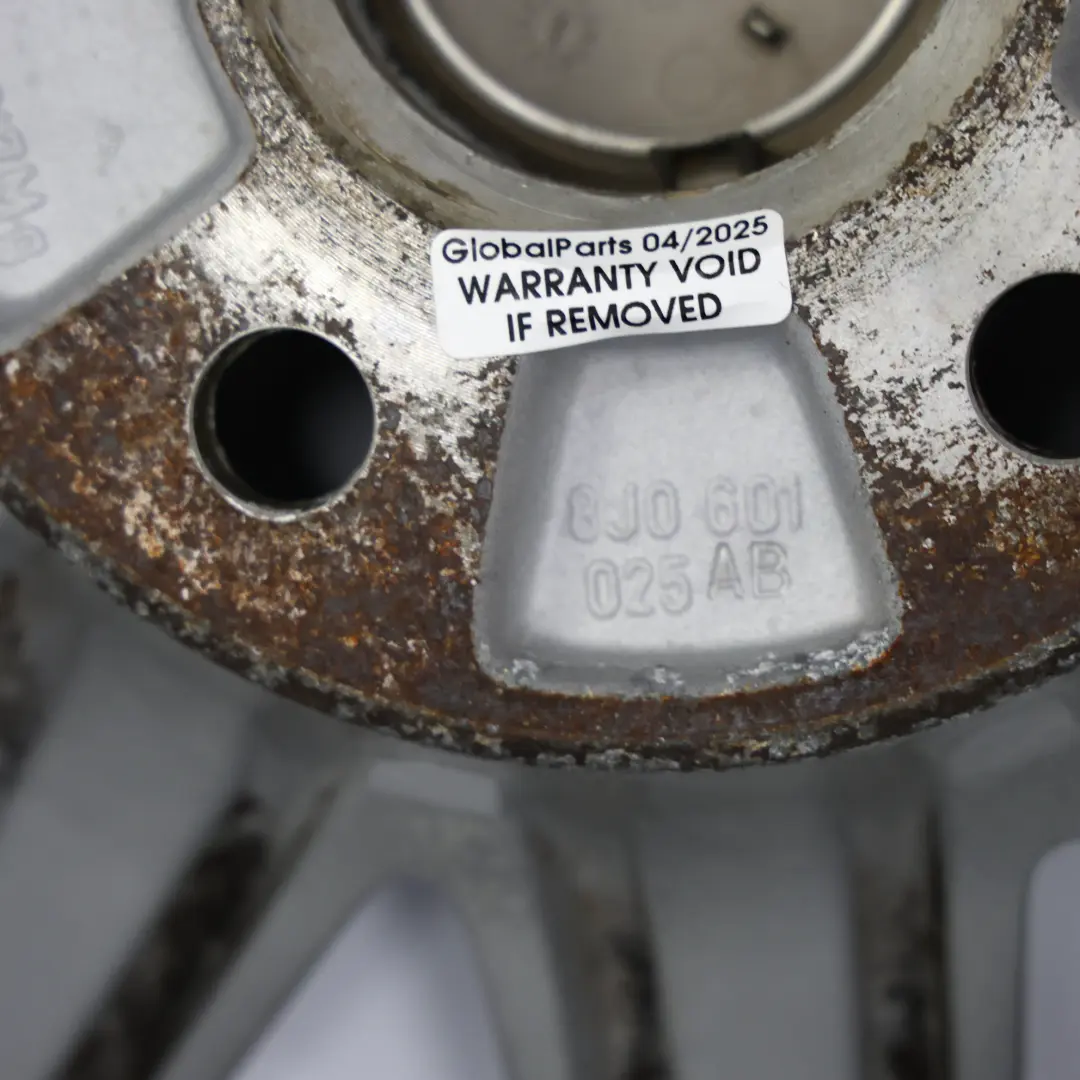 GlobalParts 04/2025
WARRANTY VOID
IF REMOVED
8J0 601
025 AB